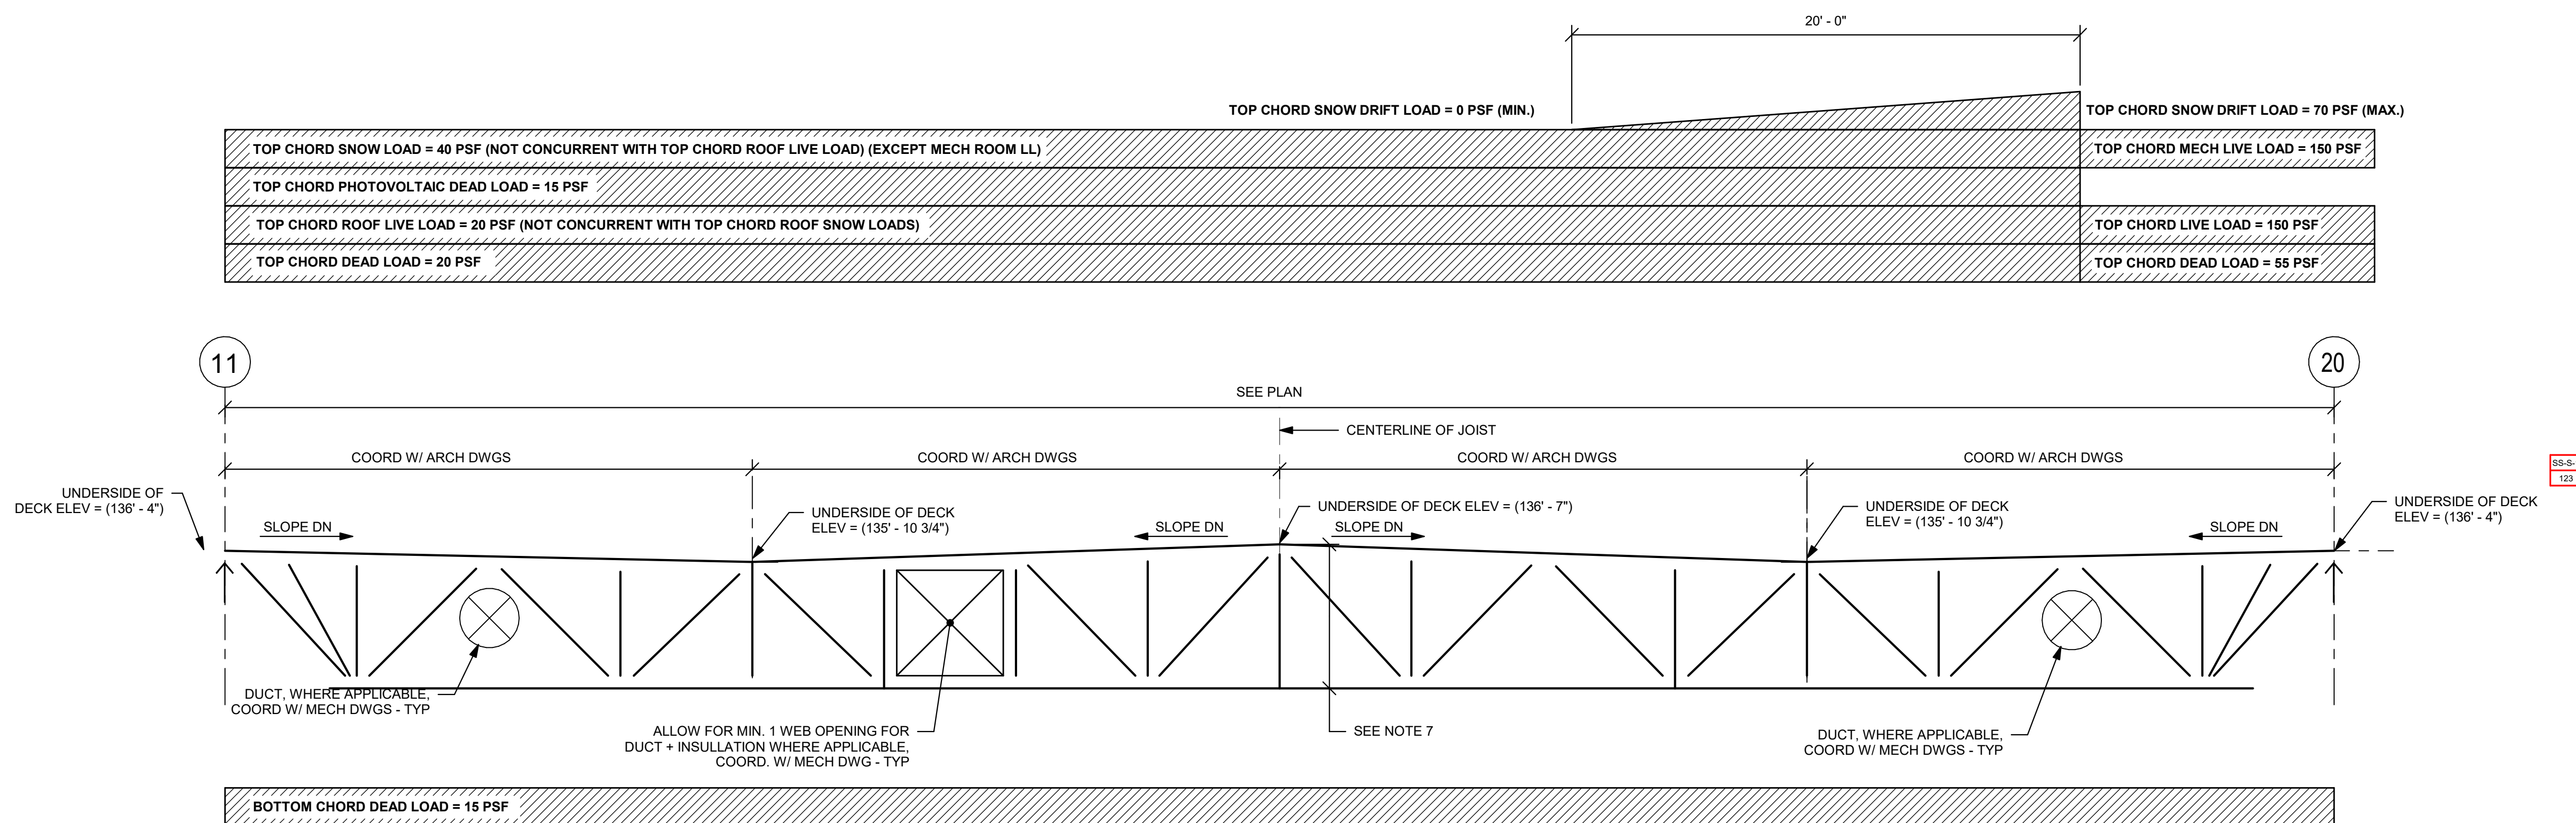 20' - 0"
TOP CHORD SNOW DRIFT LOAD = 0 PSF (MIN.)
TOP CHORD SNOW DRIFT LOAD = 70 PSF (MAX.)
TOP CHORD SNOW LOAD = 40 PSF (NOT CONCURRENT WITH TOP CHORD ROOF LIVE LOAD) (EXCEPT MECH ROOM LL)
TOP CHORD MECH LIVE LOAD = 150 PSF
TOP CHORD PHOTOVOLTAIC DEAD LOAD = 15 PSF
TOP CHORD ROOF LIVE LOAD = 20 PSF (NOT CONCURRENT WITH TOP CHORD ROOF SNOW LOADS)
TOP CHORD LIVE LOAD = 150 PSF
TOP CHORD DEAD LOAD = 20 PSF
TOP CHORD DEAD LOAD = 55 PSF
11
20
SEE PLAN
CENTERLINE OF JOIST
COORD W/ ARCH DWGS
COORD W/ ARCH DWGS
COORD W/ ARCH DWGS
COORD W/ ARCH DWGS
SS-S-
123
UNDERSIDE OF
DECK ELEV = (136' - 4")
SLOPE DN
UNDERSIDE OF DECK
ELEV = (135' - 10 3/4")
SLOPE DN
UNDERSIDE OF DECK ELEV = (136' - 7")
SLOPE DN
UNDERSIDE OF DECK
ELEV = (135' - 10 3/4")
SLOPE DN
UNDERSIDE OF DECK
ELEV = (136' - 4")
DUCT, WHERE APPLICABLE,
COORD W/ MECH DWGS - TYP
ALLOW FOR MIN. 1 WEB OPENING FOR
DUCT + INSULLATION WHERE APPLICABLE,
COORD. W/ MECH DWG - TYP
SEE NOTE 7
DUCT, WHERE APPLICABLE,
COORD W/ MECH DWGS - TYP
BOTTOM CHORD DEAD LOAD = 15 PSF